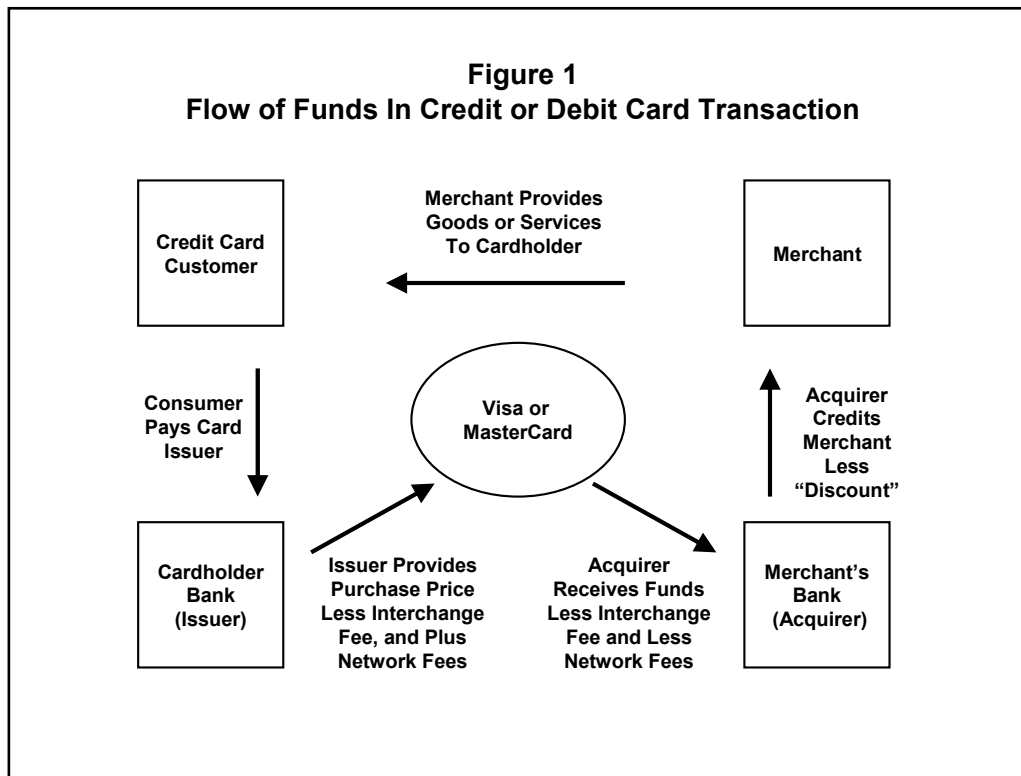 Figure 1
Flow of Funds In Credit or Debit Card Transaction
Merchant Provides
Goods or Services
To Cardholder
Credit Card
Customer
Merchant
Visa or
MasterCard
Consumer
Pays Card
Issuer
Acquirer
Credits
Merchant
Less
“Discount”
Cardholder
Bank
(Issuer)
Issuer Provides
Purchase Price
Less Interchange
Fee, and Plus
Network Fees
Acquirer
Receives Funds
Less Interchange
Fee and Less
Network Fees
Merchant’s
Bank
(Acquirer)